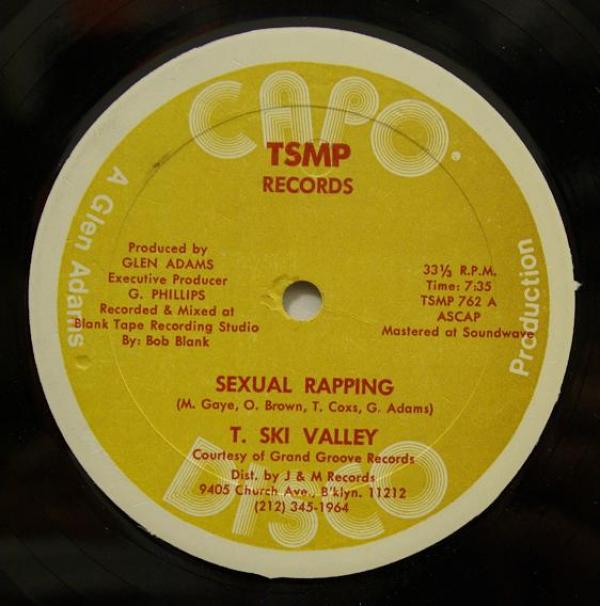 CAPO.
TSMP
RECORDS
A Glen Adams
Production
Produced by
GLEN ADAMS
Executive Producer
G. PHILLIPS
Recorded & Mixed at
Blank Tape Recording Studio
By: Bob Blank
33⅓ R.P.M.
Time: 7:35
TSMP 762 A
ASCAP
Mastered at Soundwave
SEXUAL RAPPING
(M. Gaye, O. Brown, T. Coxs, G. Adams)
T. SKI VALLEY
Courtesy of Grand Groove Records
Dist. by J & M Records
9405 Church Ave., B'klyn. 11212
(212) 345-1964
DISCO